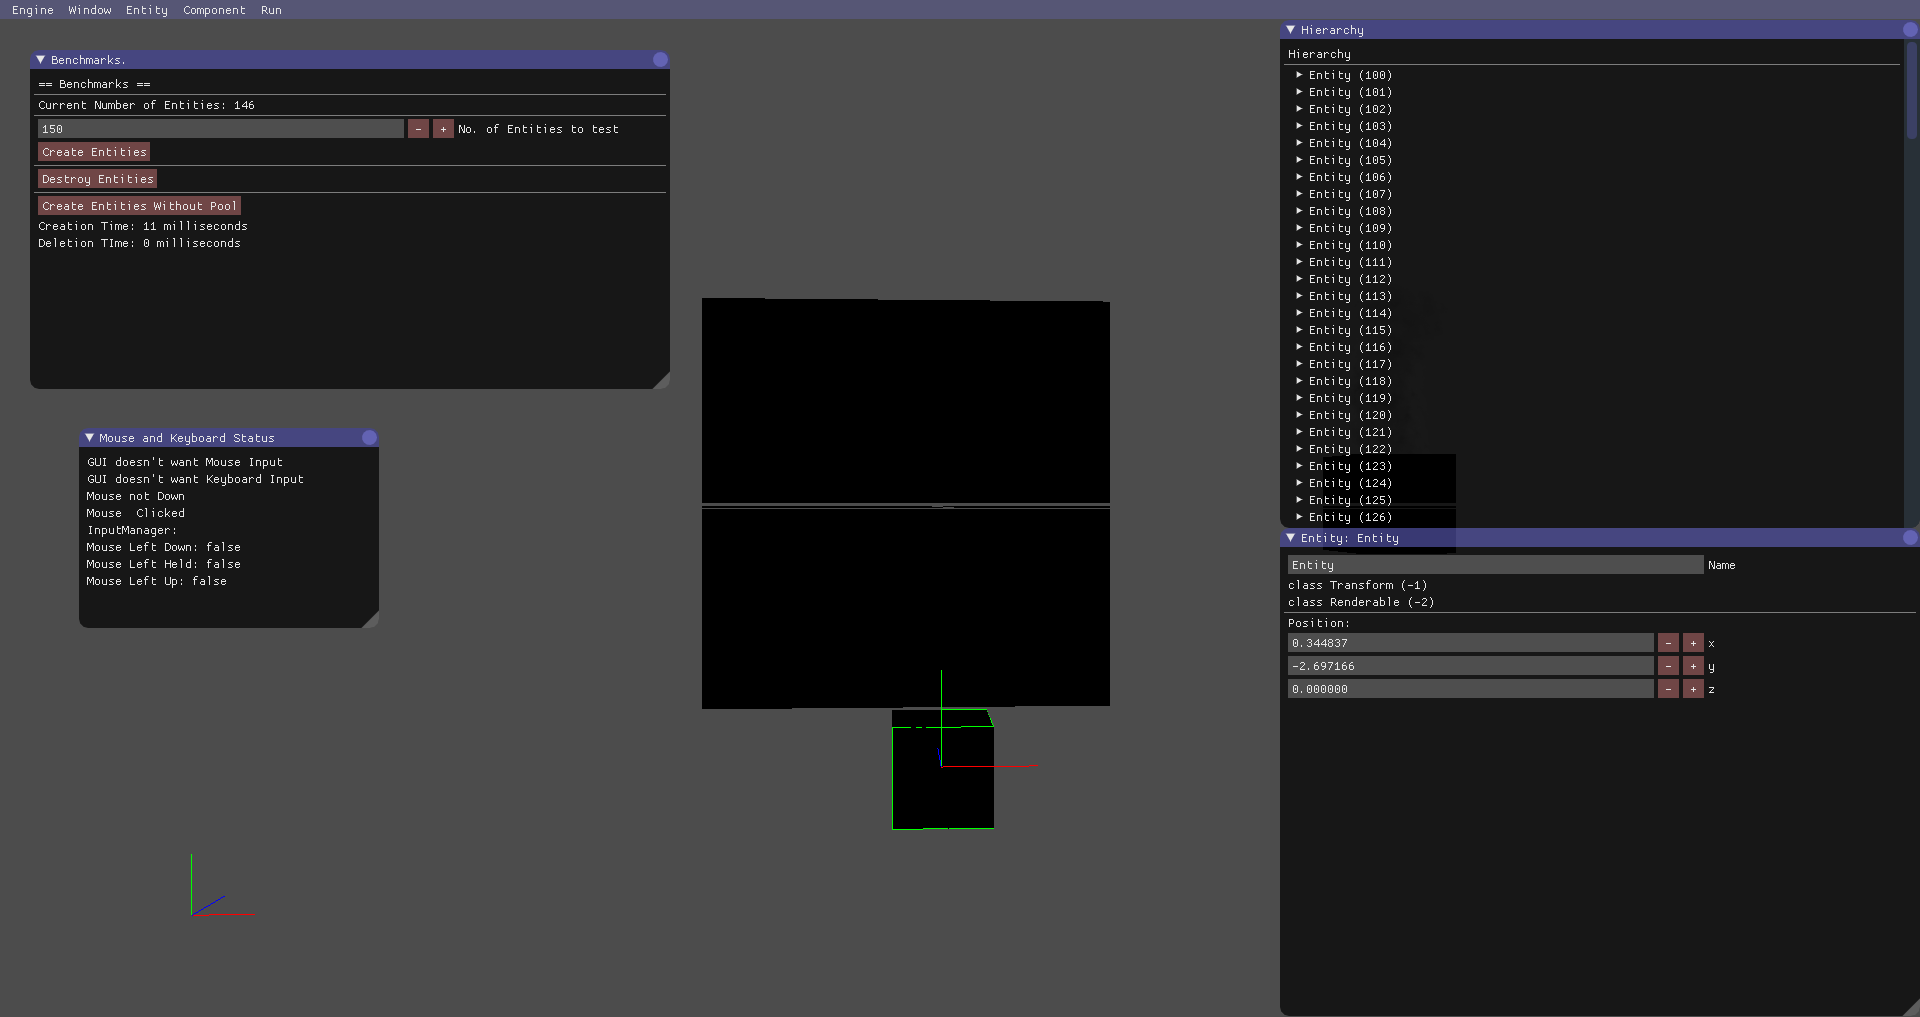 Engine Window Entity Component Run
Benchmarks.
== Benchmarks ==
Current Number of Entities: 146
150 - + No. of Entities to test
Create Entities
Destroy Entities
Create Entities Without Pool
Creation Time: 11 milliseconds
Deletion TIme: 0 milliseconds
Mouse and Keyboard Status
GUI doesn't want Mouse Input
GUI doesn't want Keyboard Input
Mouse not Down
Mouse  Clicked
InputManager:
Mouse Left Down: false
Mouse Left Held: false
Mouse Left Up: false
Hierarchy
Hierarchy
Entity (100)
Entity (101)
Entity (102)
Entity (103)
Entity (104)
Entity (105)
Entity (106)
Entity (107)
Entity (108)
Entity (109)
Entity (110)
Entity (111)
Entity (112)
Entity (113)
Entity (114)
Entity (115)
Entity (116)
Entity (117)
Entity (118)
Entity (119)
Entity (120)
Entity (121)
Entity (122)
Entity (123)
Entity (124)
Entity (125)
Entity (126)
Entity: Entity
Entity Name
class Transform (-1)
class Renderable (-2)
Position:
0.344837 - + x
-2.697166 - + y
0.000000 - + z